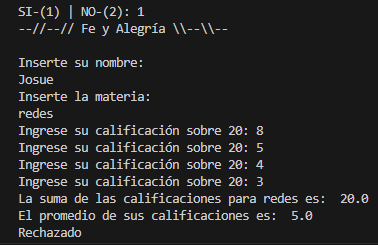 SI-(1) | NO-(2): 1
--//--// Fe y Alegría \\--\\--
Inserte su nombre:
Josue
Inserte la materia:
redes
Ingrese su calificación sobre 20: 8
Ingrese su calificación sobre 20: 5
Ingrese su calificación sobre 20: 4
Ingrese su calificación sobre 20: 3
La suma de las calificaciones para redes es:  20.0
El promedio de sus calificaciones es:  5.0
Rechazado